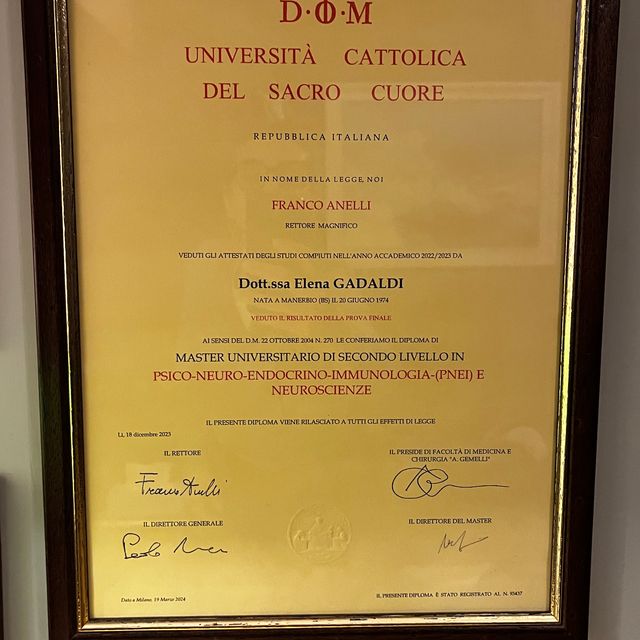 D·O·M
UNIVERSITÀ CATTOLICA
DEL SACRO CUORE
REPUBBLICA ITALIANA
IN NOME DELLA LEGGE, NOI
FRANCO ANELLI
RETTORE MAGNIFICO
VEDUTI GLI ATTESTATI DEGLI STUDI COMPIUTI NELL'ANNO ACCADEMICO 2022/2023 DA
Dott.ssa Elena GADALDI
NATA A MANERBIO (BS) IL 20 GIUGNO 1974
VEDUTO IL RISULTATO DELLA PROVA FINALE
AI SENSI DEL D.M. 22 OTTOBRE 2004 N. 270 LE CONFERIAMO IL DIPLOMA DI
MASTER UNIVERSITARIO DI SECONDO LIVELLO IN
PSICO-NEURO-ENDOCRINO-IMMUNOLOGIA-(PNEI) E
NEUROSCIENZE
IL PRESENTE DIPLOMA VIENE RILASCIATO A TUTTI GLI EFFETTI DI LEGGE
Lì, 18 dicembre 2023
IL RETTORE
IL PRESIDE DI FACOLTÀ DI MEDICINA E
CHIRURGIA "A. GEMELLI"
Franco Anelli
IL DIRETTORE GENERALE
IL DIRETTORE DEL MASTER
Dato a Milano, 19 Marzo 2024
IL PRESENTE DIPLOMA È STATO REGISTRATO AL N. 93437